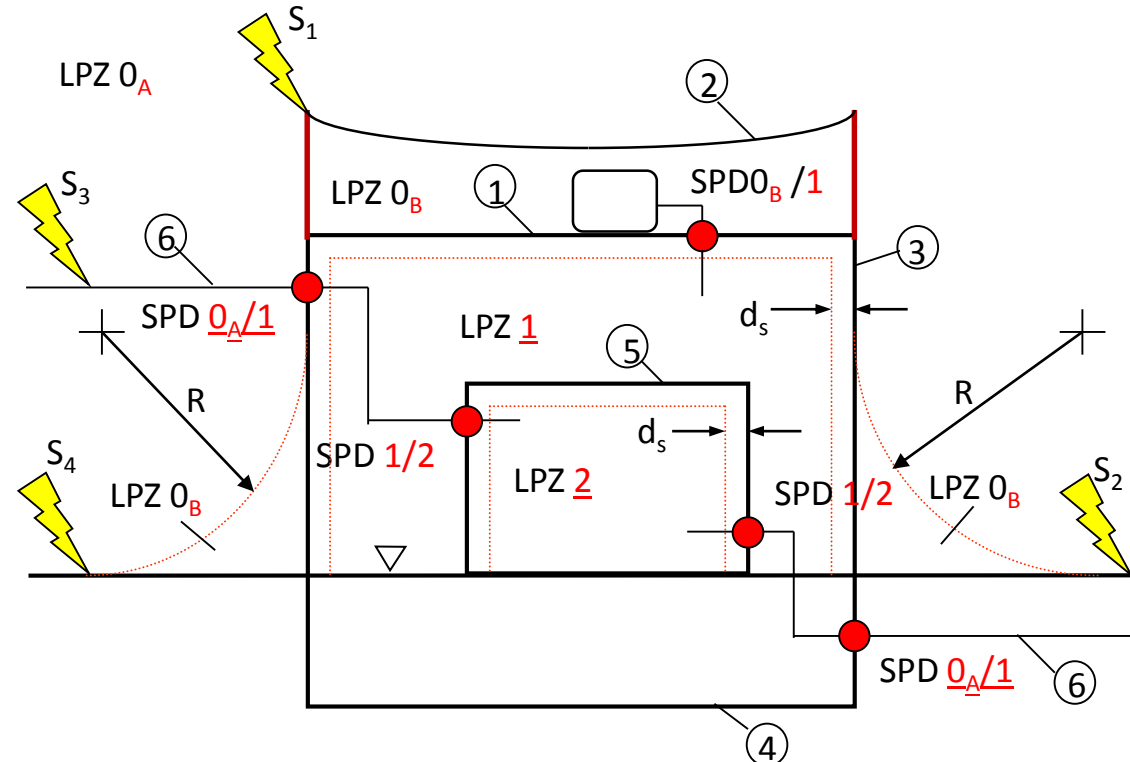 S1
LPZ 0A
2
S3
LPZ 0B
1
SPD0B /1
6
3
SPD 0A/1
LPZ 1
ds
5
R
R
ds
S4
SPD 1/2
LPZ 2
SPD 1/2
S2
LPZ 0B
LPZ 0B
SPD 0A/1
6
4